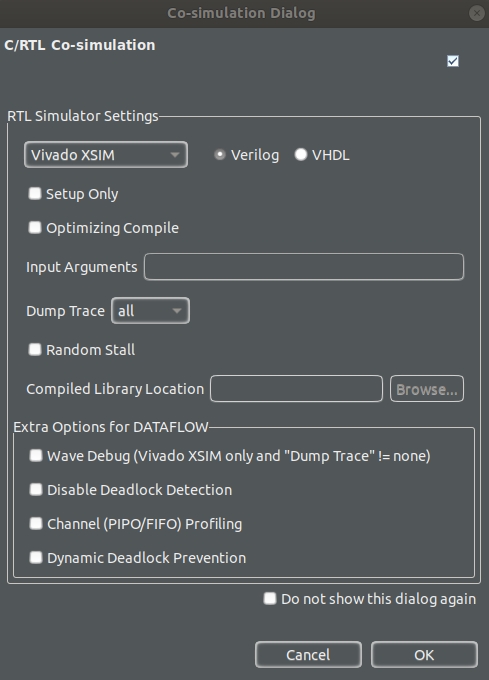 Co-simulation Dialog
C/RTL Co-simulation
RTL Simulator Settings
Vivado XSIM Verilog VHDL
Setup Only
Optimizing Compile
Input Arguments
Dump Trace all
Random Stall
Compiled Library Location Browse...
Extra Options for DATAFLOW
Wave Debug (Vivado XSIM only and "Dump Trace" != none)
Disable Deadlock Detection
Channel (PIPO/FIFO) Profiling
Dynamic Deadlock Prevention
Do not show this dialog again
Cancel OK